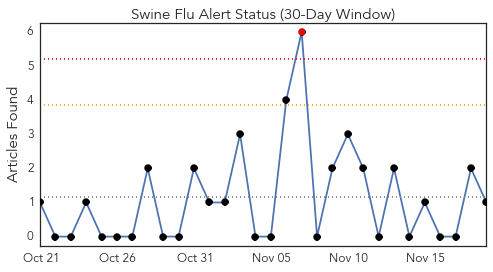 Swine Flu Alert Status (30-Day Window)
Articles Found
6
5
4
3
2
1
0
Oct 21 Oct 26 Oct 31 Nov 05 Nov 10 Nov 15